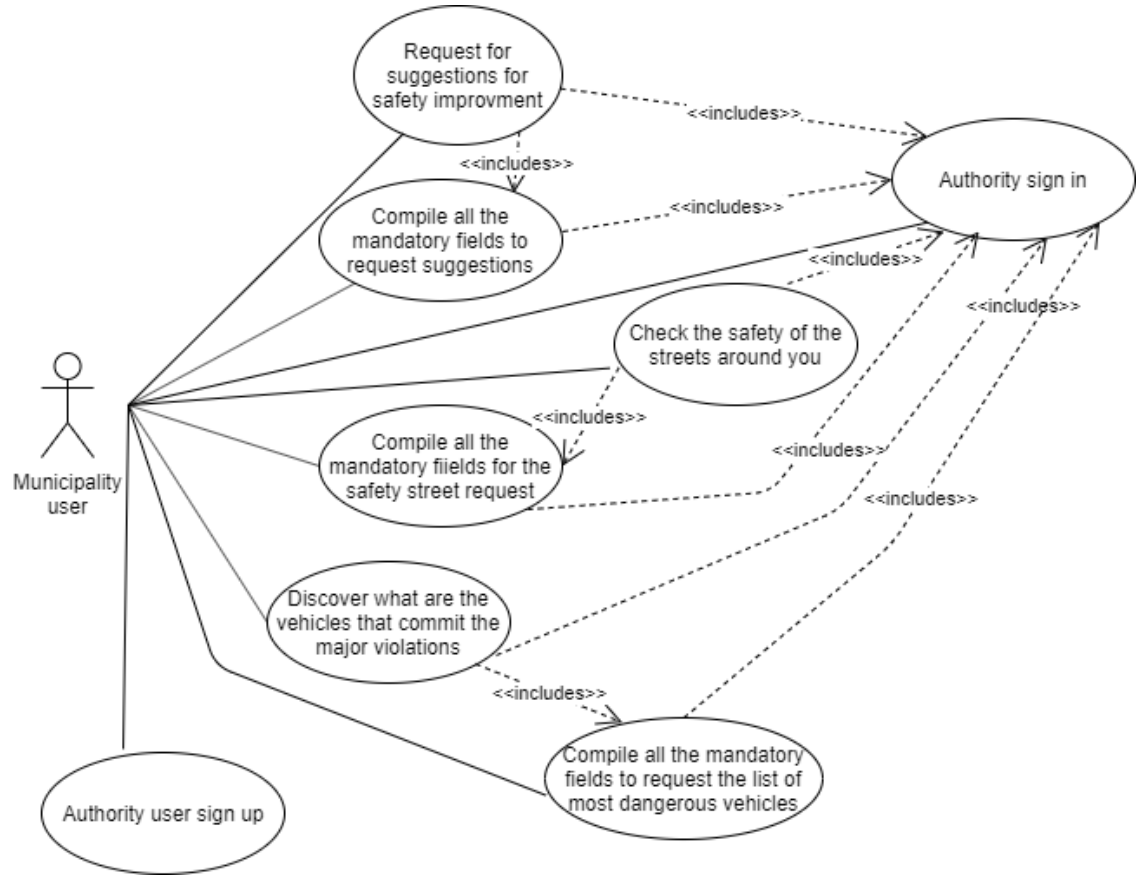 Request for
suggestions for
safety improvment
<<includes>>
<<includes>>
Authority sign in
Compile all the
mandatory fields to
request suggestions
<<includes>>
<<includes>>
<<includes>>
Check the safety of the
streets around you
<<includes>>
Compile all the
mandatory fiields for the
safety street request
<<includes>>
<<includes>>
Municipality
user
Discover what are the
vehicles that commit the
major violations
<<includes>>
Compile all the mandatory
fields to request the list of
most dangerous vehicles
Authority user sign up